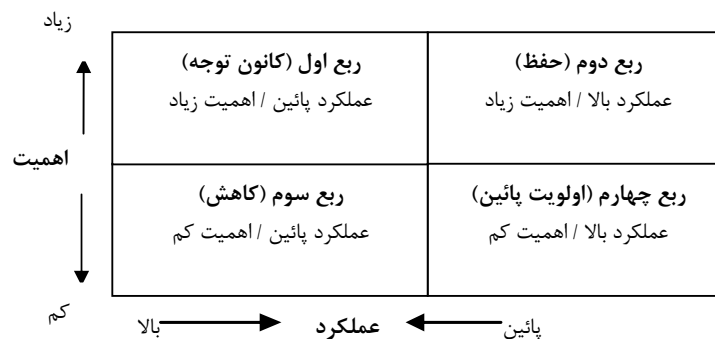 زیاد
ربع اول (کانون توجه)
عملکرد پائین / اهمیت زیاد
ربع دوم (حفظ)
عملکرد بالا / اهمیت زیاد
اهمیت
ربع سوم (کاهش)
عملکرد پائین / اهمیت کم
ربع چهارم (اولویت پائین)
عملکرد بالا / اهمیت کم
کم
بالا
عملکرد
پائین